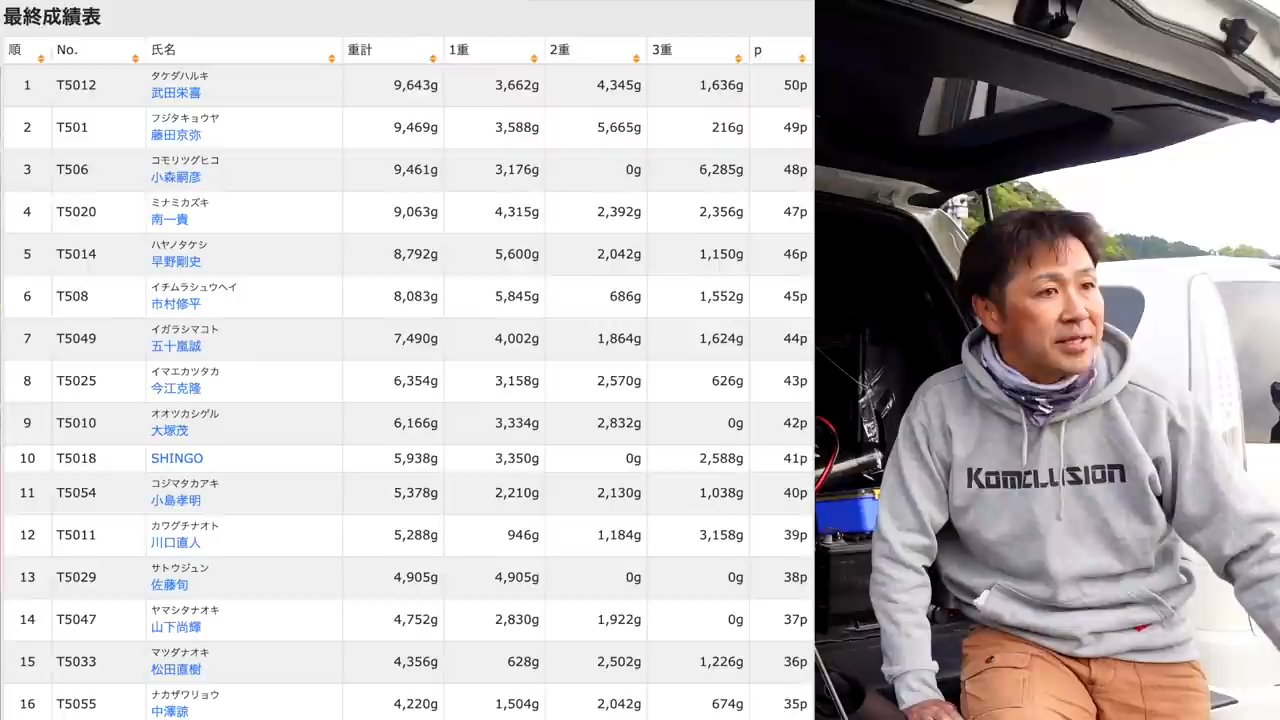 最終成績表
順 No. 氏名 重計 1重 2重 3重 p
タケダハルキ
1 T5012 武田栄喜 9,643g 3,662g 4,345g 1,636g 50p
フジタキョウヤ
2 T501 藤田京弥 9,469g 3,588g 5,665g 216g 49p
コモリツグヒコ
3 T506 小森嗣彦 9,461g 3,176g 0g 6,285g 48p
ミナミカズキ
4 T5020 南一貴 9,063g 4,315g 2,392g 2,356g 47p
ハヤノタケシ
5 T5014 早野剛史 8,792g 5,600g 2,042g 1,150g 46p
イチムラシュウヘイ
6 T508 市村修平 8,083g 5,845g 686g 1,552g 45p
イガラシマコト
7 T5049 五十嵐誠 7,490g 4,002g 1,864g 1,624g 44p
イマエカツタカ
8 T5025 今江克隆 6,354g 3,158g 2,570g 626g 43p
オオツカシゲル
9 T5010 大塚茂 6,166g 3,334g 2,832g 0g 42p
10 T5018 SHINGO 5,938g 3,350g 0g 2,588g 41p
コジマタカアキ
11 T5054 小島孝明 5,378g 2,210g 2,130g 1,038g 40p
カワグチナオト
12 T5011 川口直人 5,288g 946g 1,184g 3,158g 39p
サトウジュン
13 T5029 佐藤旬 4,905g 4,905g 0g 0g 38p
ヤマシタナオキ
14 T5047 山下尚輝 4,752g 2,830g 1,922g 0g 37p
マツダナオキ
15 T5033 松田直樹 4,356g 628g 2,502g 1,226g 36p
ナカザワリョウ
16 T5055 中澤諒 4,220g 1,504g 2,042g 674g 35p
KOMCLUSION